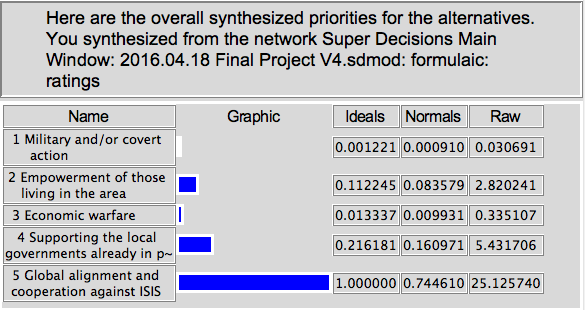 Here are the overall synthesized priorities for the alternatives.
You synthesized from the network Super Decisions Main
Window: 2016.04.18 Final Project V4.sdmod: formulaic:
ratings
Name Graphic Ideals Normals Raw
1 Military and/or covert
action
0.001221 0.000910 0.030691
2 Empowerment of those
living in the area
0.112245 0.083579 2.820241
3 Economic warfare 0.013337 0.009931 0.335107
4 Supporting the local
governments already in p~
0.216181 0.160971 5.431706
5 Global alignment and
cooperation against ISIS
1.000000 0.744610 25.125740